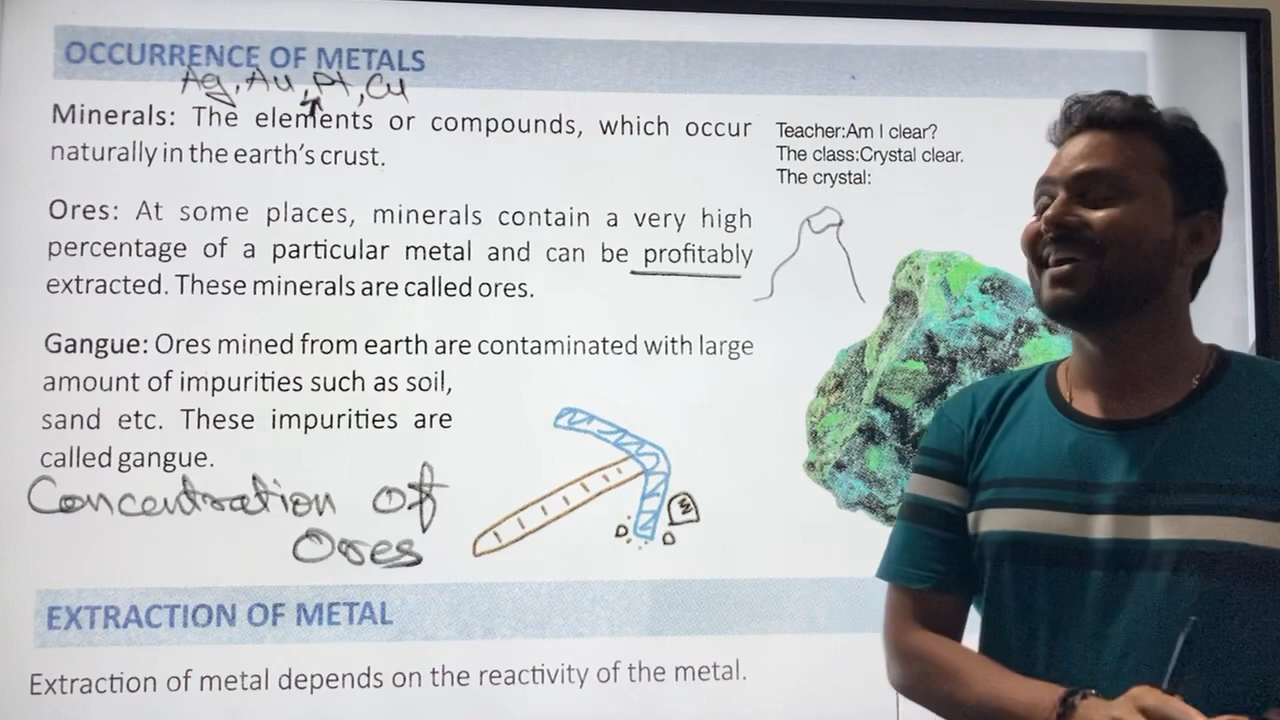 OCCURRENCE OF METALS
Ag, Au, Pt, Cu
Minerals: The elements or compounds, which occur
naturally in the earth's crust.
Teacher:Am I clear?
The class:Crystal clear.
The crystal:
Ores: At some places, minerals contain a very high
percentage of a particular metal and can be profitably
extracted. These minerals are called ores.
Gangue: Ores mined from earth are contaminated with large
amount of impurities such as soil,
sand etc. These impurities are
called gangue.
Concentration of
Ores
EXTRACTION OF METAL
Extraction of metal depends on the reactivity of the metal.